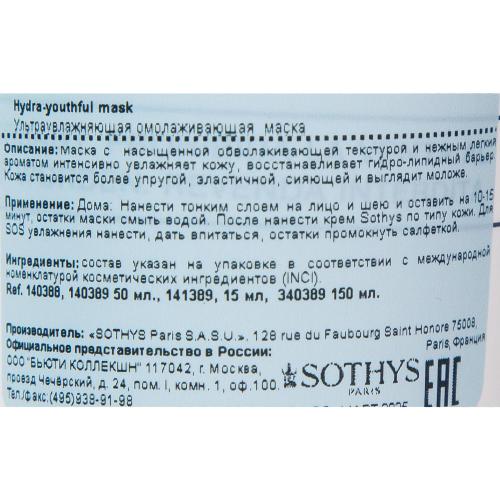 Hydra-youthful mask
Ультраувлажняющая омолаживающая маска
Описание: Маска с насыщенной обволакивающей текстурой и нежным легким
ароматом интенсивно увлажняет кожу, восстанавливает гидро-липидный барьер
Кожа становится более упругой, эластичной, сияющей и выглядит моложе.
Применение: Дома: Нанести тонким слоем на лицо и шею и оставить на 10-15
минут, остатки маски смыть водой. После нанести крем Sothys по типу кожи. Для
SOS увлажнения нанести, дать впитаться, остатки промокнуть салфеткой.
Ингредиенты: состав указан на упаковке в соответствии с международной
номенклатурой косметических ингредиентов (INCI).
Ref. 140388, 140389 50 мл., 141389, 15 мл, 340389 150 мл.
Производитель: «SOTHYS Paris S.A.S.U.». 128 rue du Faubourg Saint Honore 75008,
Paris, Франция
Официальное представительство в России:
ООО "БЬЮТИ КОЛЛЕКШН" 117042, г. Москва,
проезд Чечёрский, д. 24, пом. I, комн. 1, оф.100.
Тел./факс:(495)938-91-98
SOTHYS
PARIS
EAC